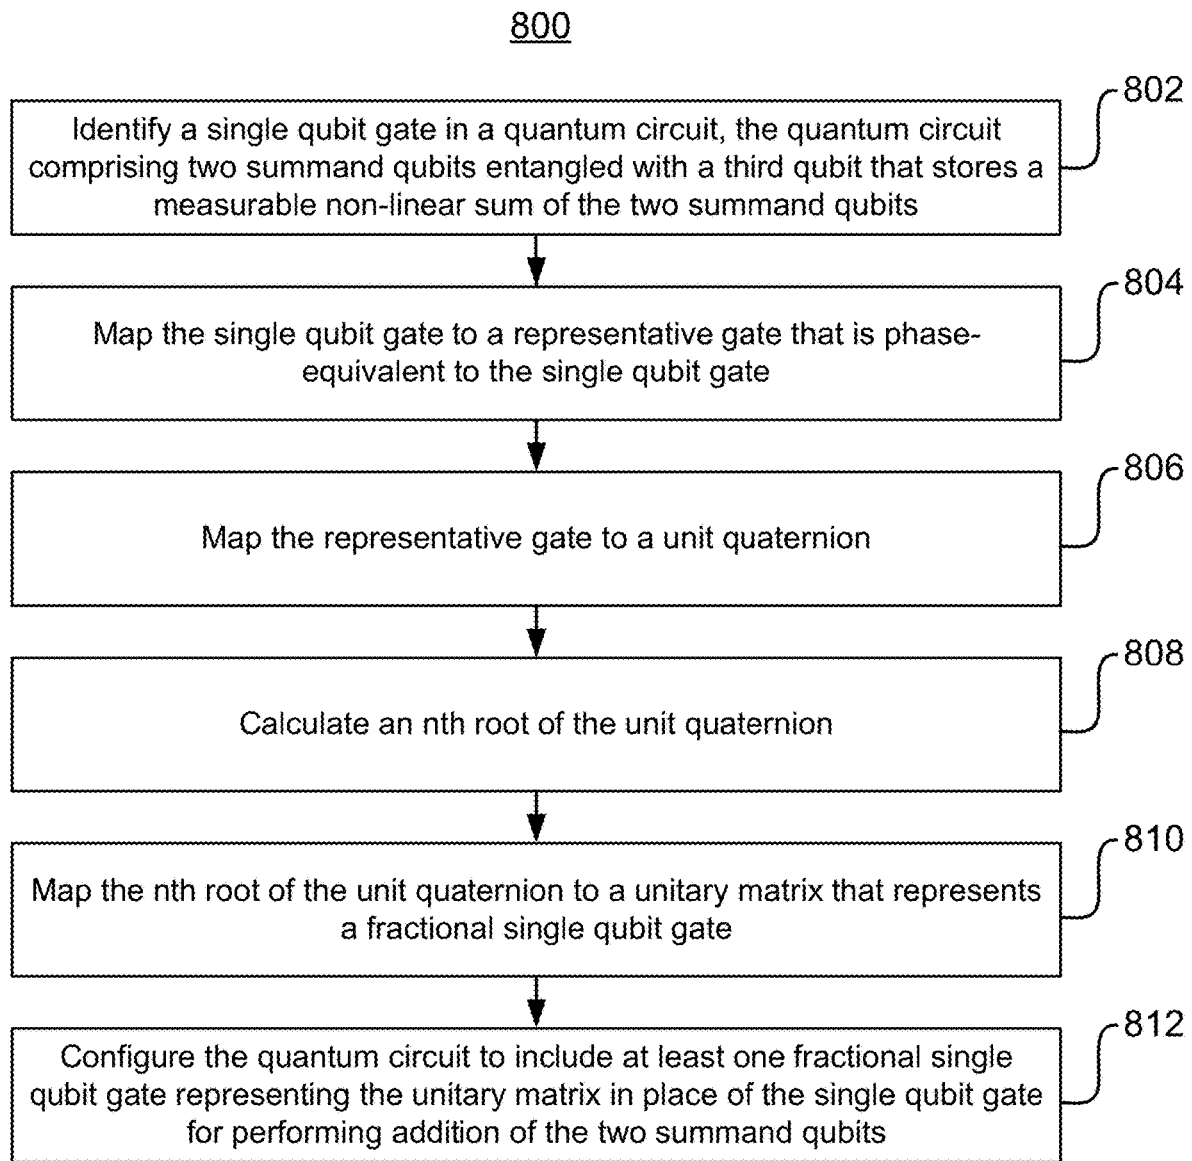 800
802
Identify a single qubit gate in a quantum circuit, the quantum circuit
comprising two summand qubits entangled with a third qubit that stores a
measurable non-linear sum of the two summand qubits
804
Map the single qubit gate to a representative gate that is phase-
equivalent to the single qubit gate
806
Map the representative gate to a unit quaternion
808
Calculate an nth root of the unit quaternion
810
Map the nth root of the unit quaternion to a unitary matrix that represents
a fractional single qubit gate
812
Configure the quantum circuit to include at least one fractional single
qubit gate representing the unitary matrix in place of the single qubit gate
for performing addition of the two summand qubits